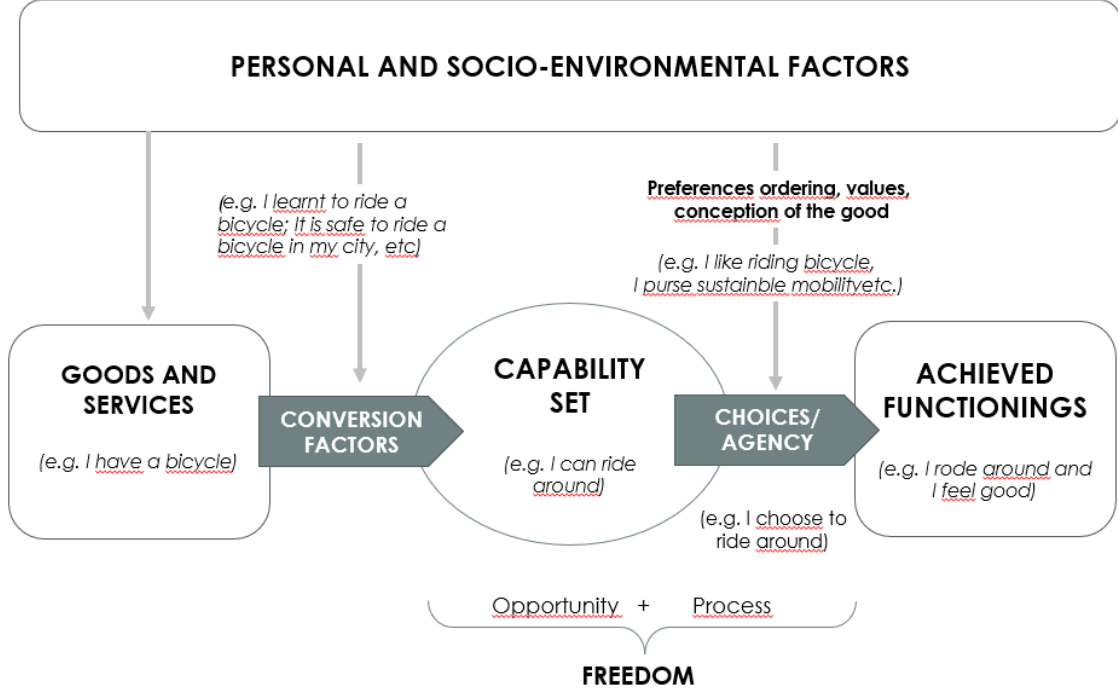 PERSONAL AND SOCIO-ENVIRONMENTAL FACTORS
(e.g. I learnt to ride a
bicycle; It is safe to ride a
bicycle in my city, etc)
Preferences ordering, values,
conception of the good
(e.g. I like riding bicycle,
I purse sustainble mobilityetc.)
GOODS AND
SERVICES
(e.g. I have a bicycle)
CONVERSION
FACTORS
CAPABILITY
SET
(e.g. I can ride
around)
CHOICES/
AGENCY
(e.g. I choose to
ride around)
ACHIEVED
FUNCTIONINGS
(e.g. I rode around and
I feel good)
Opportunity + Process
FREEDOM